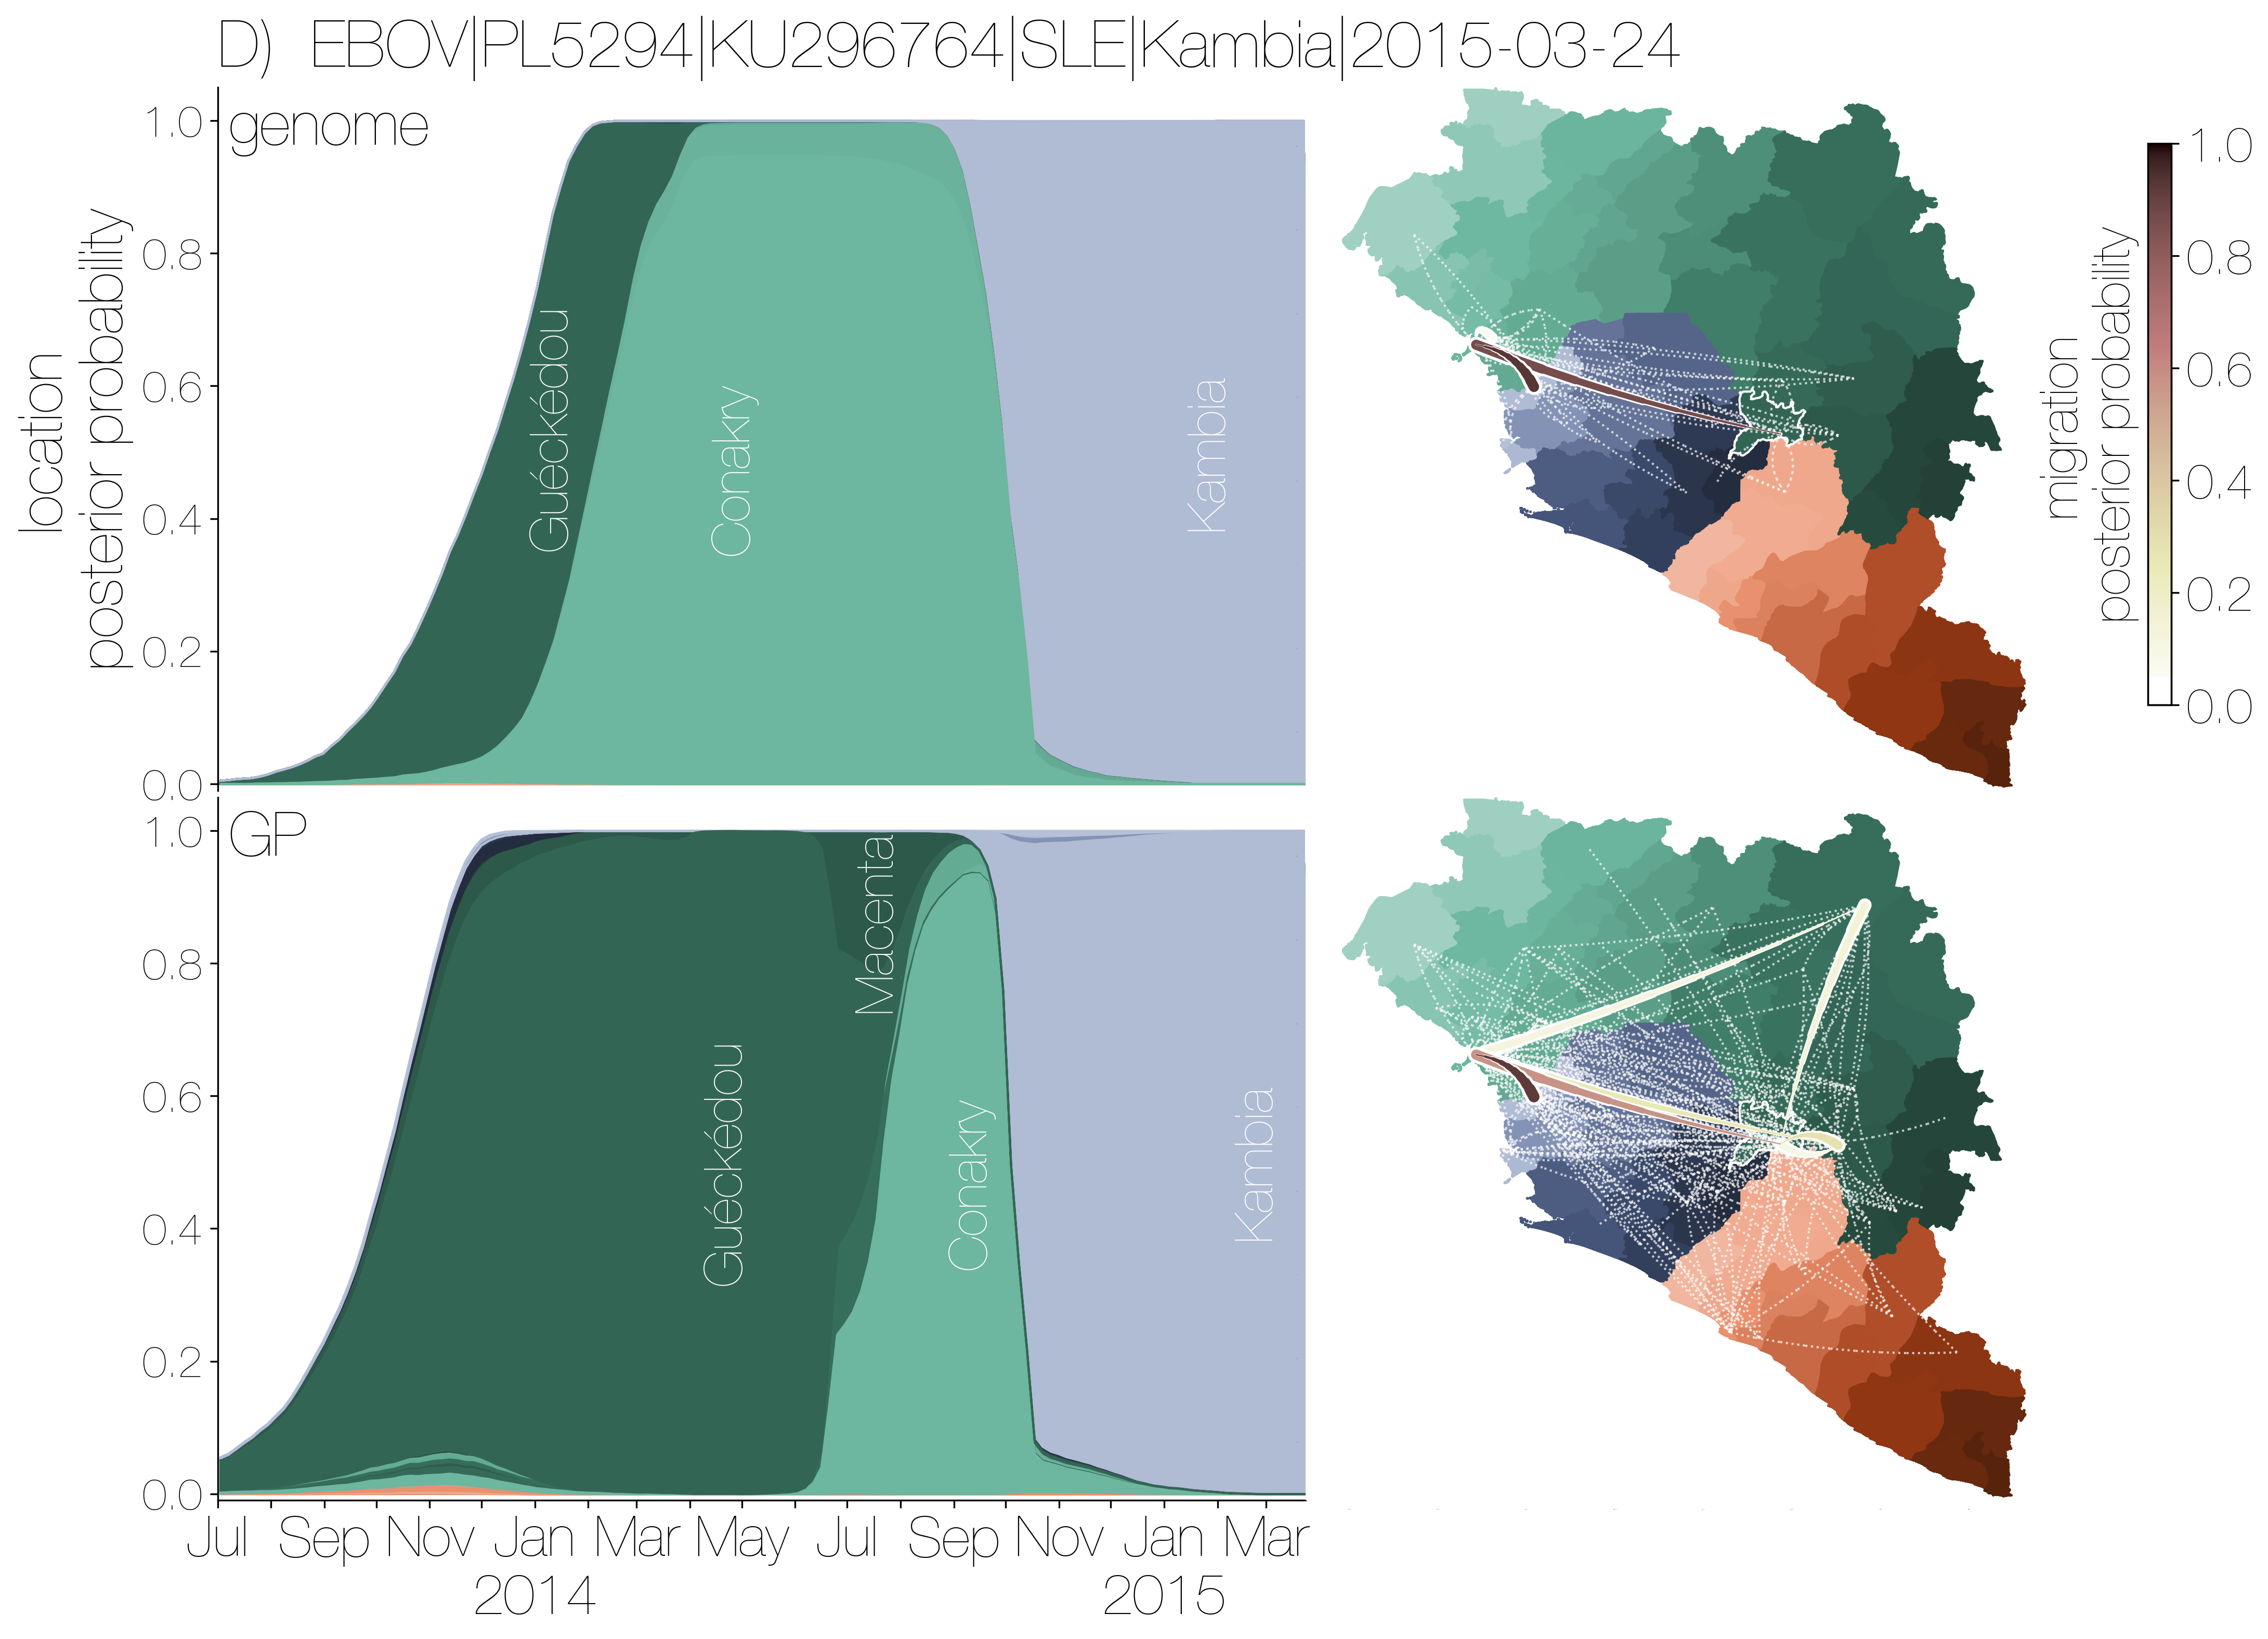 D) EBOV|PL5294|KU296764|SLE|Kambia|2015-03-24
genome
location
posterior probability
1.0
0.8
0.6
0.4
0.2
0.0
Guéckédou
Conakry
Kambia
migration
posterior probability
1.0
0.8
0.6
0.4
0.2
0.0
GP
1.0
0.8
0.6
0.4
0.2
0.0
Guéckédou
Macenta
Conakry
Kambia
Jul Sep Nov Jan Mar May Jul Sep Nov Jan Mar
2014 2015